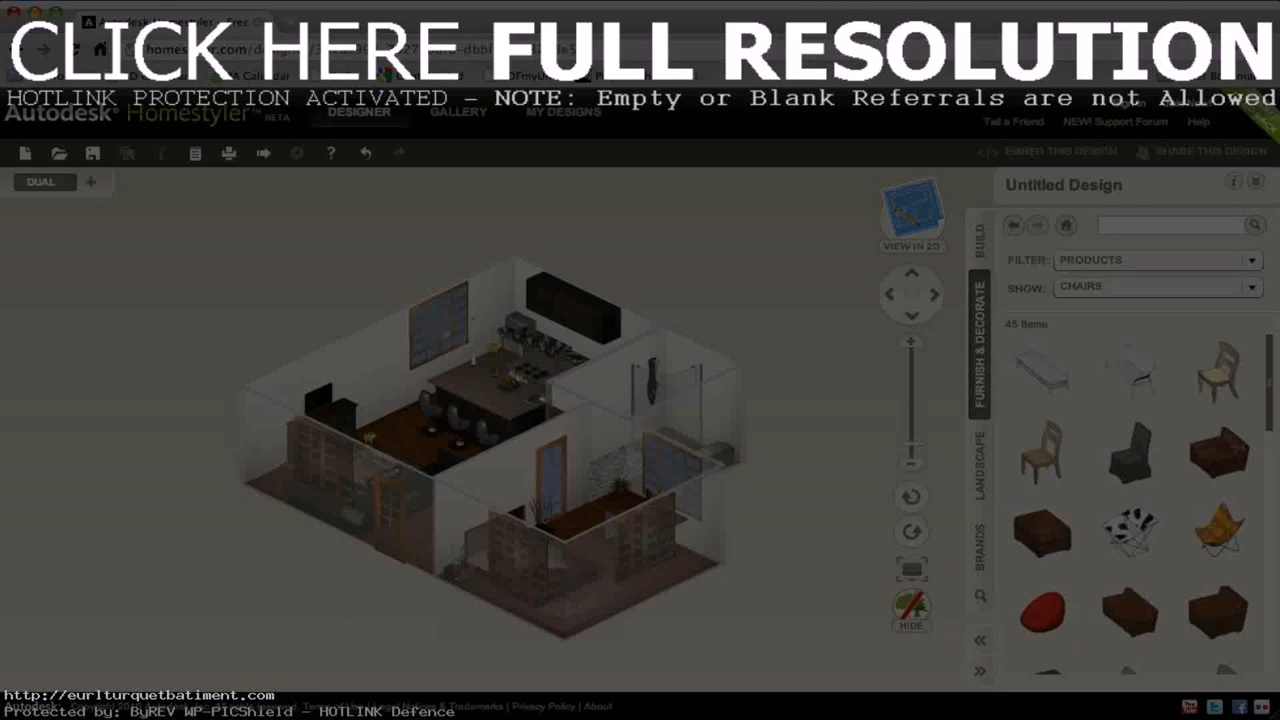 CLICK HERE FULL RESOLUTION
HOTLINK PROTECTION ACTIVATED – NOTE: Empty or Blank Referrals are not Allowed
Autodesk® Homestyler™ BETA
DESIGNER GALLERY MY DESIGNS
Tell a Friend NEW! Support Forum Help
EMBED THIS DESIGN SHARE THIS DESIGN
DUAL +
Untitled Design
VIEW IN 2D
BUILD
FILTER: PRODUCTS
SHOW: CHAIRS
FURNISH & DECORATE
45 Items
LANDSCAPE
BRANDS
HIDE
http://eurlturquetbatiment.com
Autodesk Trademarks | Privacy Policy | About
Protected by: ByREV WP-PICShield – HOTLINK Defence